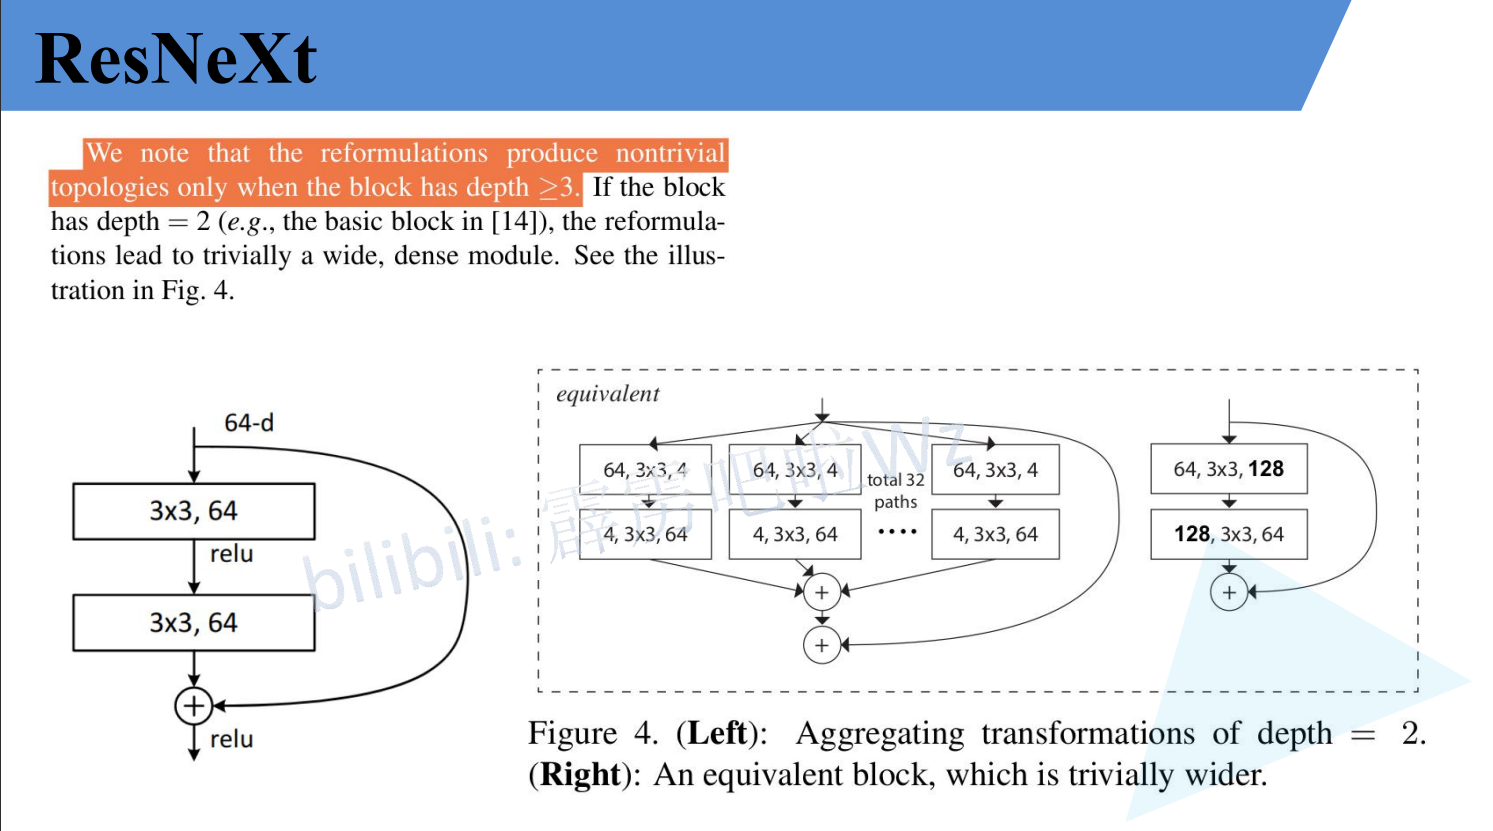 ResNeXt
We note that the reformulations produce nontrivial
topologies only when the block has depth ≥3. If the block
has depth = 2 (e.g., the basic block in [14]), the reformula-
tions lead to trivially a wide, dense module. See the illus-
tration in Fig. 4.
64-d
3x3, 64
relu
3x3, 64
+
relu
equivalent
64, 3x3, 4
64, 3x3, 4
total 32
paths
....
64, 3x3, 4
4, 3x3, 64
4, 3x3, 64
4, 3x3, 64
+
+
64, 3x3, 128
128, 3x3, 64
+
bilibili: 霹雳吧啦Wz
Figure 4. (Left): Aggregating transformations of depth = 2.
(Right): An equivalent block, which is trivially wider.